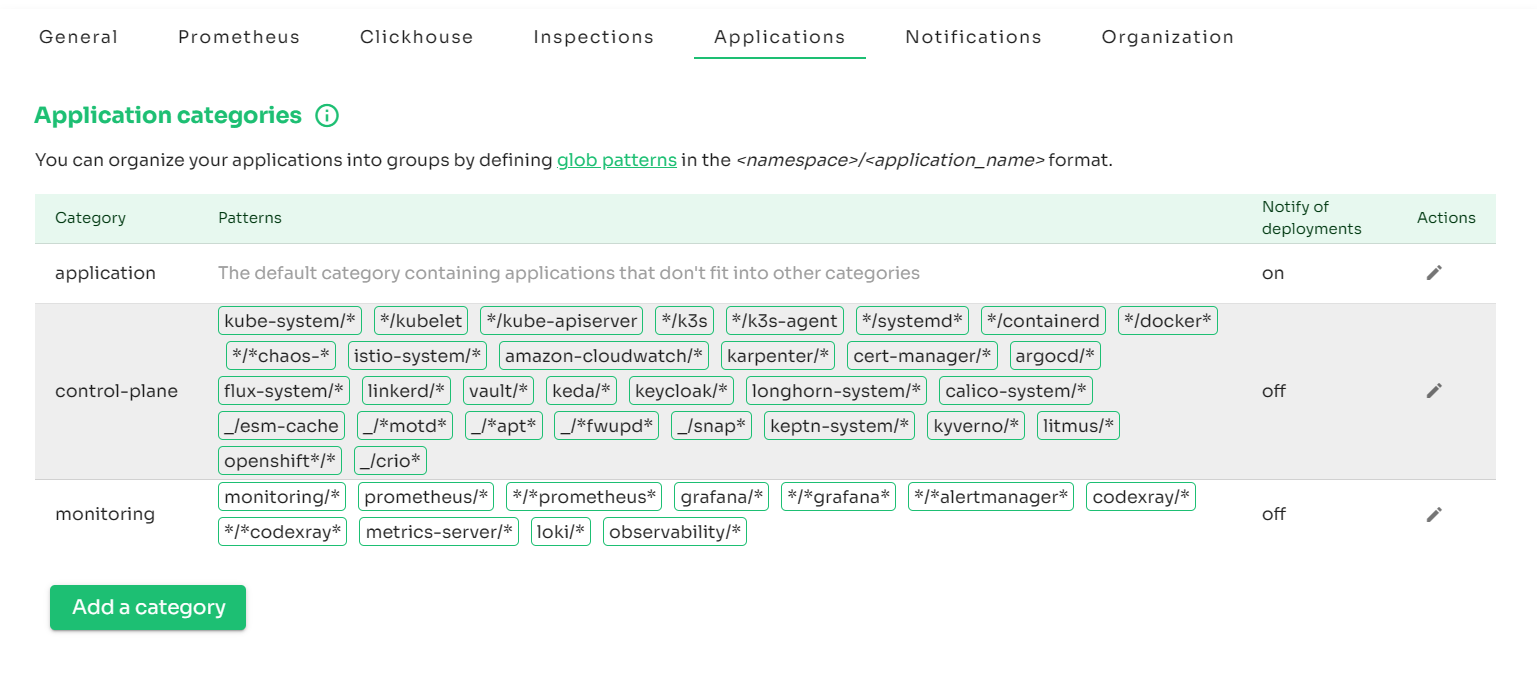 General Prometheus Clickhouse Inspections Applications Notifications Organization
Application categories
You can organize your applications into groups by defining glob patterns in the <namespace>/<application_name> format.
Category Patterns Notify of deployments Actions
application The default category containing applications that don't fit into other categories on
kube-system/* */kubelet */kube-apiserver */k3s */k3s-agent */systemd* */containerd */docker*
*/*chaos-* istio-system/* amazon-cloudwatch/* karpenter/* cert-manager/* argocd/*
control-plane flux-system/* linkerd/* vault/* keda/* keycloak/* longhorn-system/* calico-system/* off
_/esm-cache _/*motd* _/*apt* _/*fwupd* _/snap* keptn-system/* kyverno/* litmus/*
openshift*/* _/crio*
monitoring monitoring/* prometheus/* */*prometheus* grafana/* */*grafana* */*alertmanager* codexray/* off
*/*codexray* metrics-server/* loki/* observability/*
Add a category